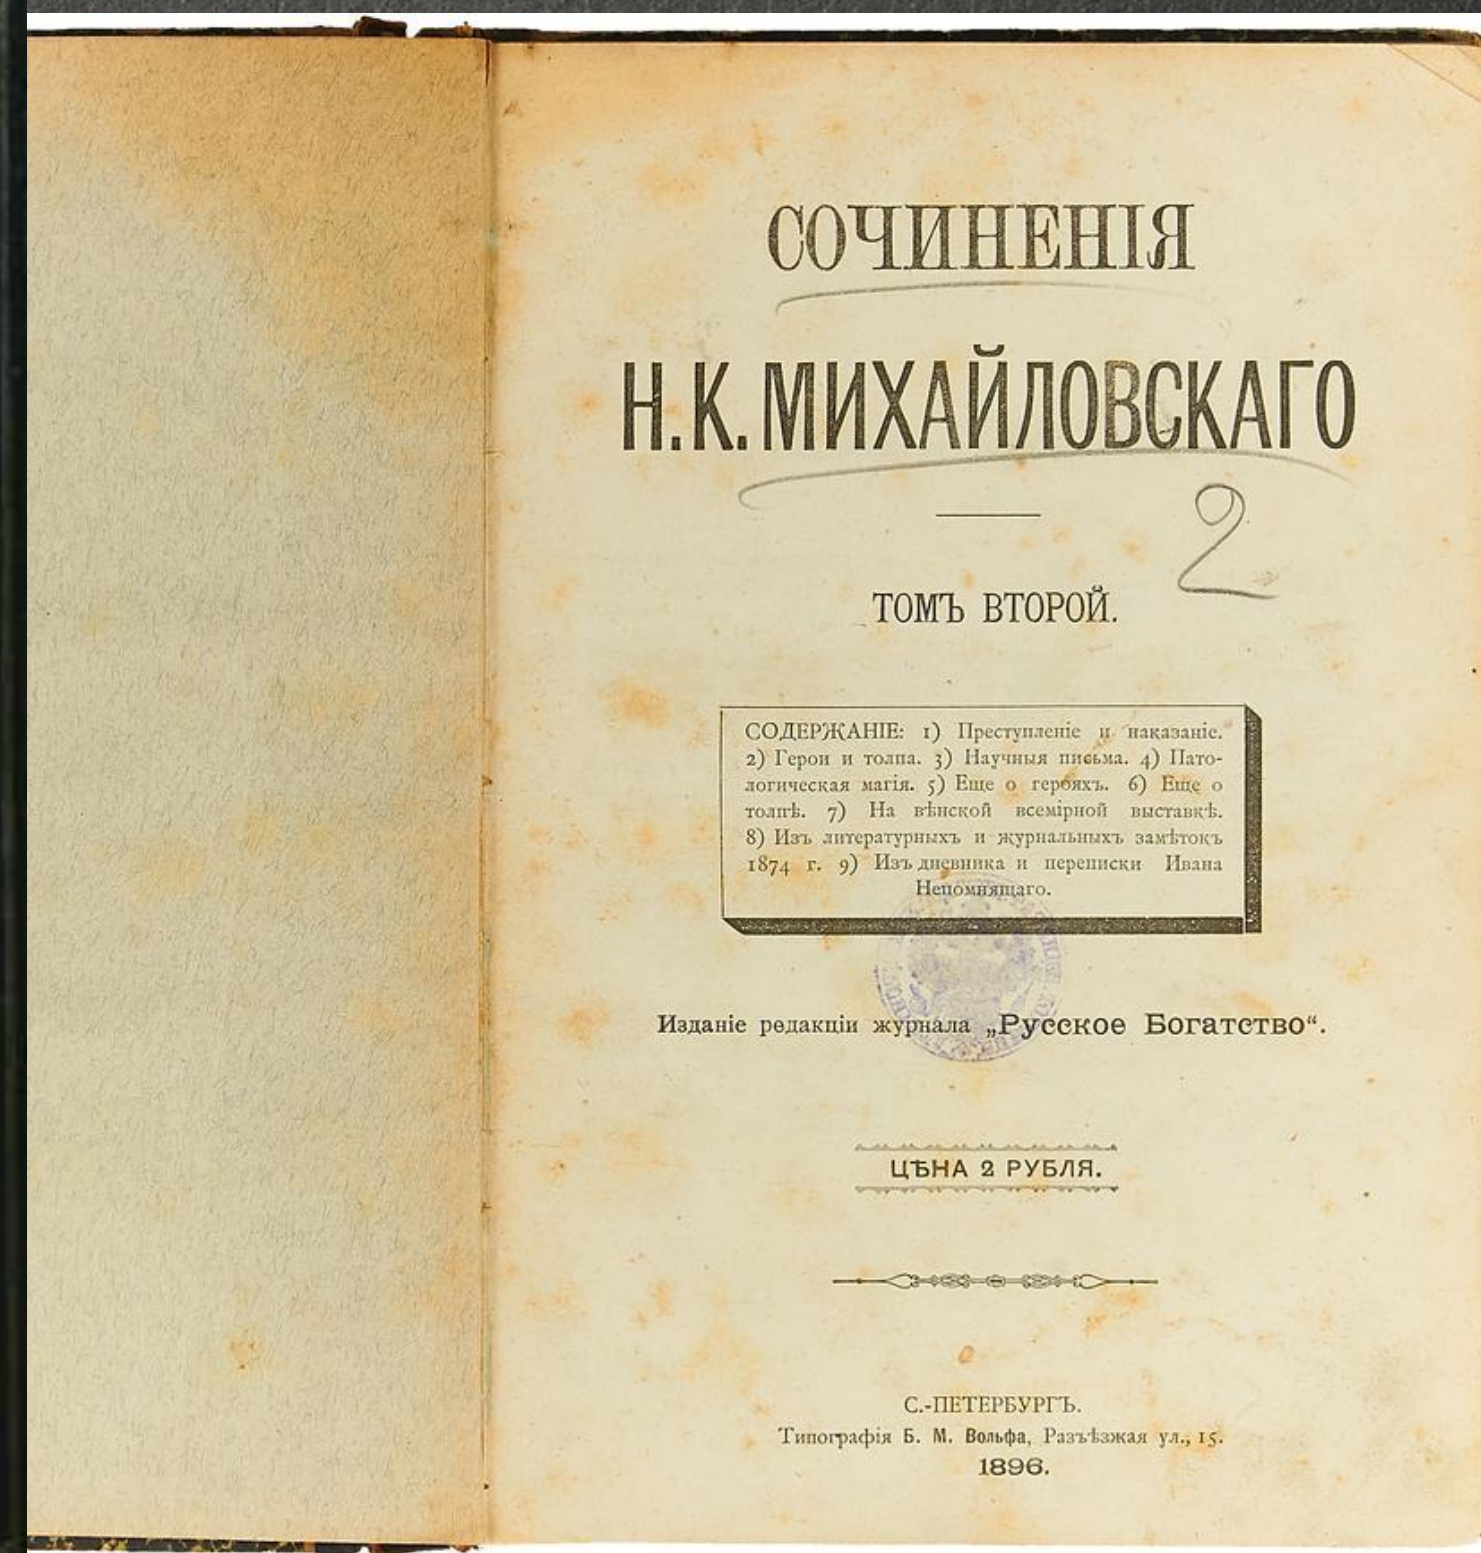 СОЧИНЕНІЯ
Н. К. МИХАЙЛОВСКАГО
2
ТОМЪ ВТОРОЙ.
СОДЕРЖАНІЕ: 1) Преступленіе и наказаніе.
2) Герои и толпа. 3) Научныя письма. 4) Пато-
логическая магія. 5) Еще о герояхъ. 6) Еще о
толпѣ. 7) На вѣнской всемірной выставкѣ.
8) Изъ литературныхъ и журнальныхъ замѣтокъ
1874 г. 9) Изъ дневника и переписки Ивана
Непомнящаго.
Изданіе редакціи журнала „Русское Богатство“.
ЦѢНА 2 РУБЛЯ.
С.-ПЕТЕРБУРГЪ.
Типографія Б. М. Вольфа, Разъѣзжая ул., 15.
1896.